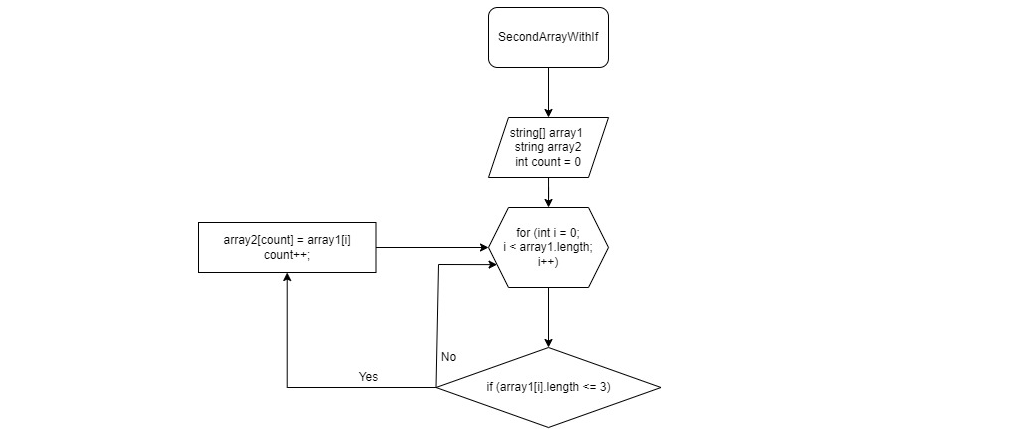 SecondArrayWithIf
string[] array1
string array2
int count = 0
for (int i = 0;
i < array1.length;
i++)
array2[count] = array1[i]
count++;
No
Yes
if (array1[i].length <= 3)